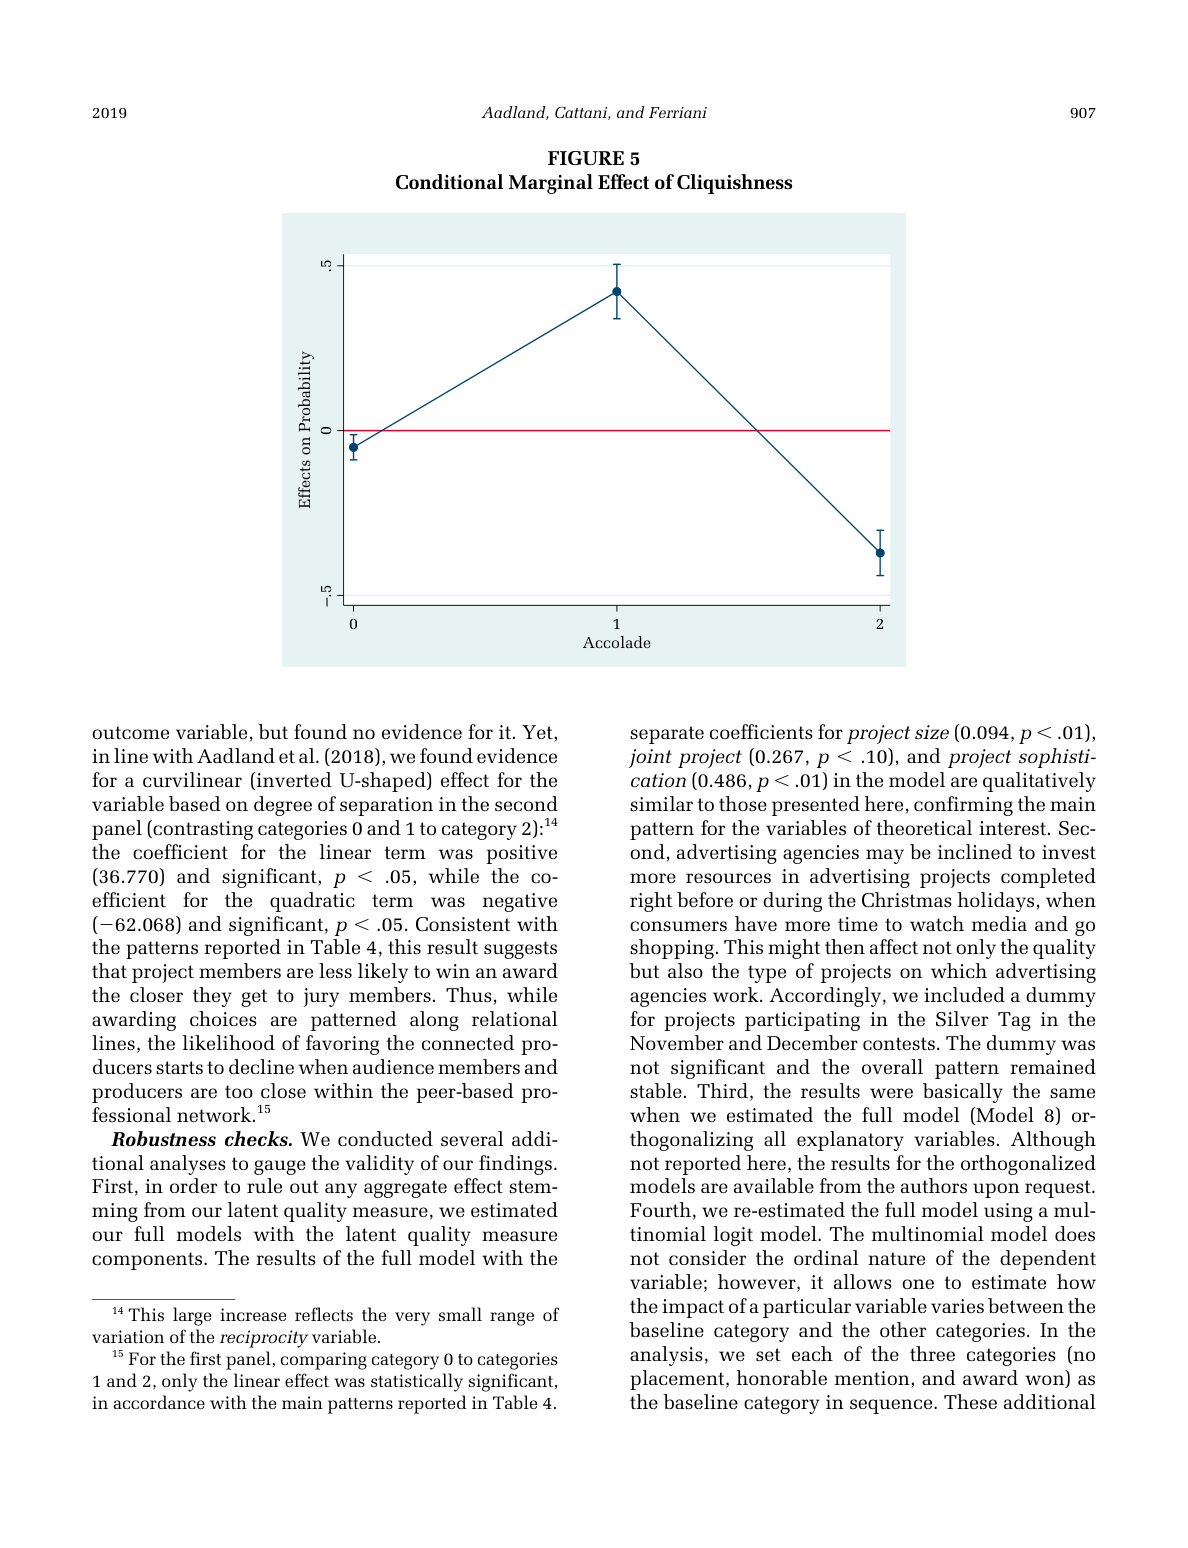 2019 Aadland, Cattani, and Ferriani 907
FIGURE 5
Conditional Marginal Effect of Cliquishness
.5
0
−.5
Effects on Probability
0 1 2
Accolade
outcome variable, but found no evidence for it. Yet,
in line with Aadland et al. (2018), we found evidence
for a curvilinear (inverted U-shaped) effect for the
variable based on degree of separation in the second
panel (contrasting categories 0 and 1 to category 2):14
the coefficient for the linear term was positive
(36.770) and significant, p < .05, while the co-
efficient for the quadratic term was negative
(−62.068) and significant, p < .05. Consistent with
the patterns reported in Table 4, this result suggests
that project members are less likely to win an award
the closer they get to jury members. Thus, while
awarding choices are patterned along relational
lines, the likelihood of favoring the connected pro-
ducers starts to decline when audience members and
producers are too close within the peer-based pro-
fessional network.15
Robustness checks. We conducted several addi-
tional analyses to gauge the validity of our findings.
First, in order to rule out any aggregate effect stem-
ming from our latent quality measure, we estimated
our full models with the latent quality measure
components. The results of the full model with the
14 This large increase reflects the very small range of
variation of the reciprocity variable.
15 For the first panel, comparing category 0 to categories
1 and 2, only the linear effect was statistically significant,
in accordance with the main patterns reported in Table 4.
separate coefficients for project size (0.094, p < .01),
joint project (0.267, p < .10), and project sophisti-
cation (0.486, p < .01) in the model are qualitatively
similar to those presented here, confirming the main
pattern for the variables of theoretical interest. Sec-
ond, advertising agencies may be inclined to invest
more resources in advertising projects completed
right before or during the Christmas holidays, when
consumers have more time to watch media and go
shopping. This might then affect not only the quality
but also the type of projects on which advertising
agencies work. Accordingly, we included a dummy
for projects participating in the Silver Tag in the
November and December contests. The dummy was
not significant and the overall pattern remained
stable. Third, the results were basically the same
when we estimated the full model (Model 8) or-
thogonalizing all explanatory variables. Although
not reported here, the results for the orthogonalized
models are available from the authors upon request.
Fourth, we re-estimated the full model using a mul-
tinomial logit model. The multinomial model does
not consider the ordinal nature of the dependent
variable; however, it allows one to estimate how
the impact of a particular variable varies between the
baseline category and the other categories. In the
analysis, we set each of the three categories (no
placement, honorable mention, and award won) as
the baseline category in sequence. These additional